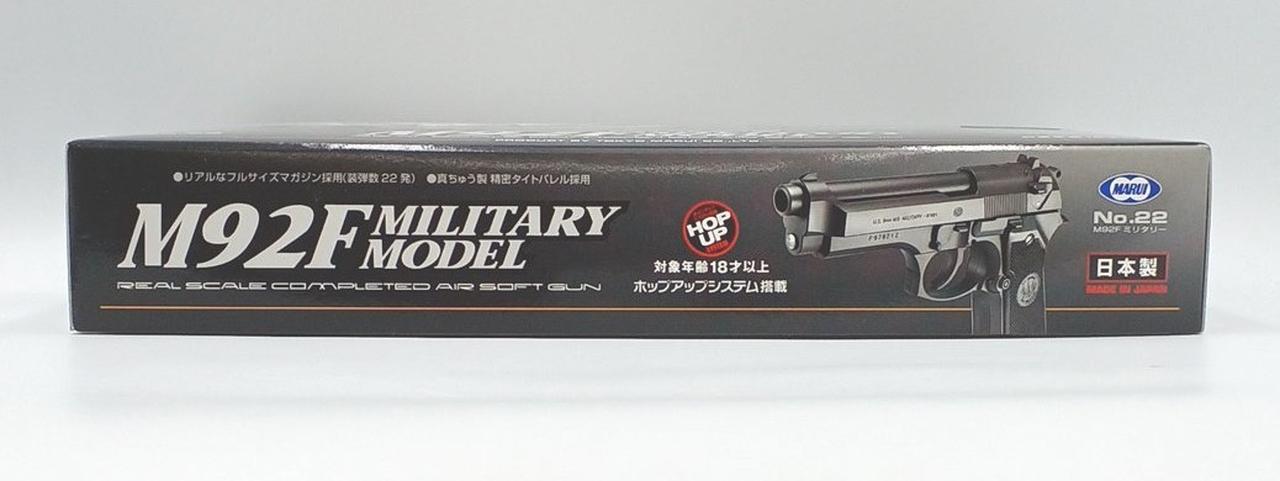 ●リアルなフルサイズマガジン採用(装弾数22発) ●真ちゅう製 精密タイトバレル採用
M92F MILITARY MODEL
REAL SCALE COMPLETED AIR SOFT GUN
HOP UP
対象年齢18才以上
ホップアップシステム搭載
U.S. 9mm M9 MILITARY
MARUI
No.22
M92F ミリタリー
日本製
MADE IN JAPAN